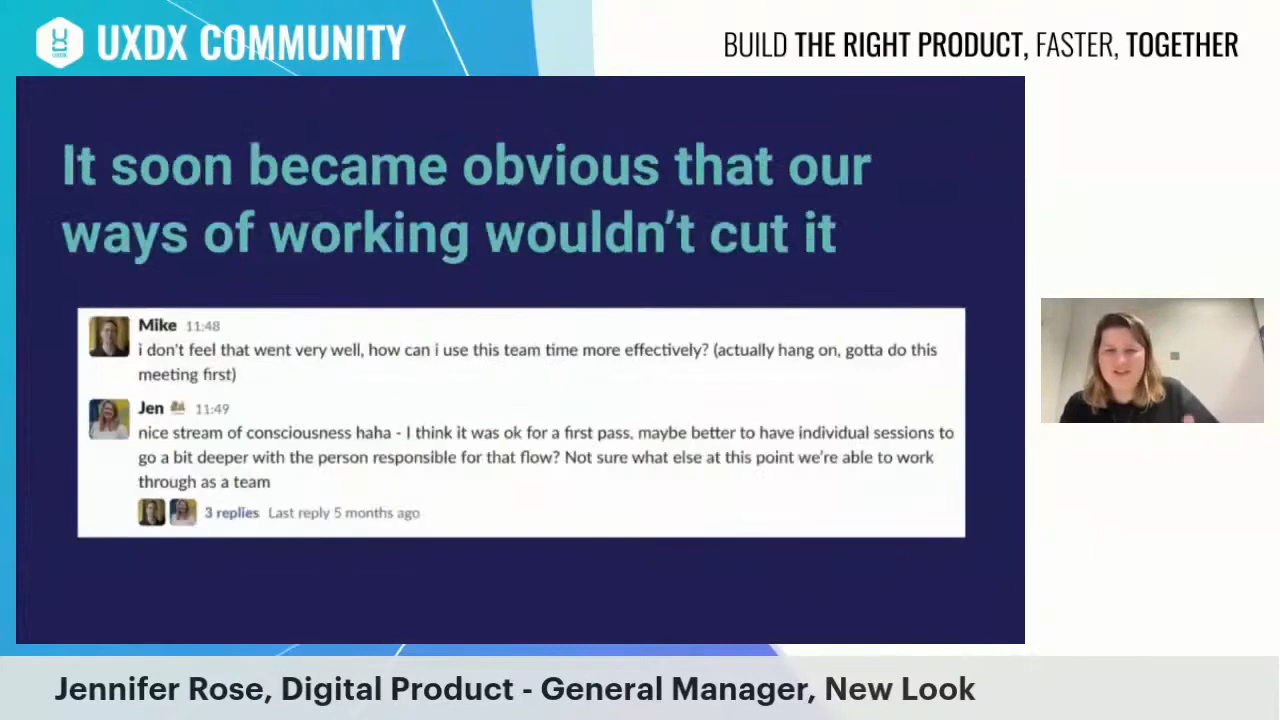 UXDX COMMUNITY
BUILD THE RIGHT PRODUCT, FASTER, TOGETHER
It soon became obvious that our
ways of working wouldn’t cut it
Mike 11:48
i don't feel that went very well, how can i use this team time more effectively? (actually hang on, gotta do this
meeting first)
Jen 11:49
nice stream of consciousness haha - I think it was ok for a first pass, maybe better to have individual sessions to
go a bit deeper with the person responsible for that flow? Not sure what else at this point we're able to work
through as a team
3 replies Last reply 5 months ago
Jennifer Rose, Digital Product - General Manager, New Look